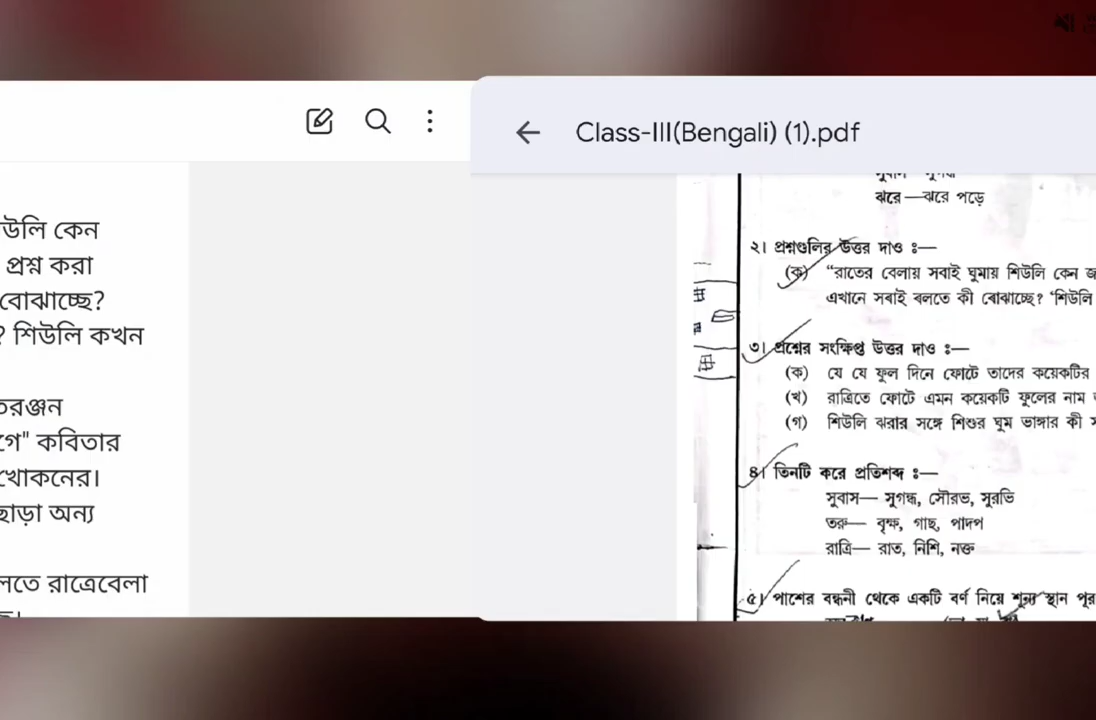 উলি কেন
প্রশ্ন করা
বোঝাচ্ছে?
? শিউলি কখন
তরঞ্জন
গে" কবিতার
খোকনের।
ছাড়া অন্য
লতে রাত্রেবেলা
Class-III(Bengali) (1).pdf
ঝরে—ঝরে পড়ে
২। প্রশ্নগুলির উত্তর দাও ঃ—
(ক) “রাতের বেলায় সবাই ঘুমায় শিউলি কেন জ
এখানে সবাই বলতে কী বোঝাচ্ছে? ‘শিউলি
৩। প্রশ্নের সংক্ষিপ্ত উত্তর দাও ঃ—
(ক) যে যে ফুল দিনে ফোটে তাদের কয়েকটির
(খ) রাত্রিতে ফোটে এমন কয়েকটি ফুলের নাম
(গ) শিউলি ঝরার সঙ্গে শিশুর ঘুম ভাঙ্গার কী
৪। তিনটি করে প্রতিশব্দ ঃ—
সুবাস— সুগন্ধ, সৌরভ, সুরভি
তরু— বৃক্ষ, গাছ, পাদপ
রাত্রি— রাত, নিশি, নক্ত
৫। পাশের বন্ধনী থেকে একটি বর্ণ নিয়ে শূন্য স্থান পূর